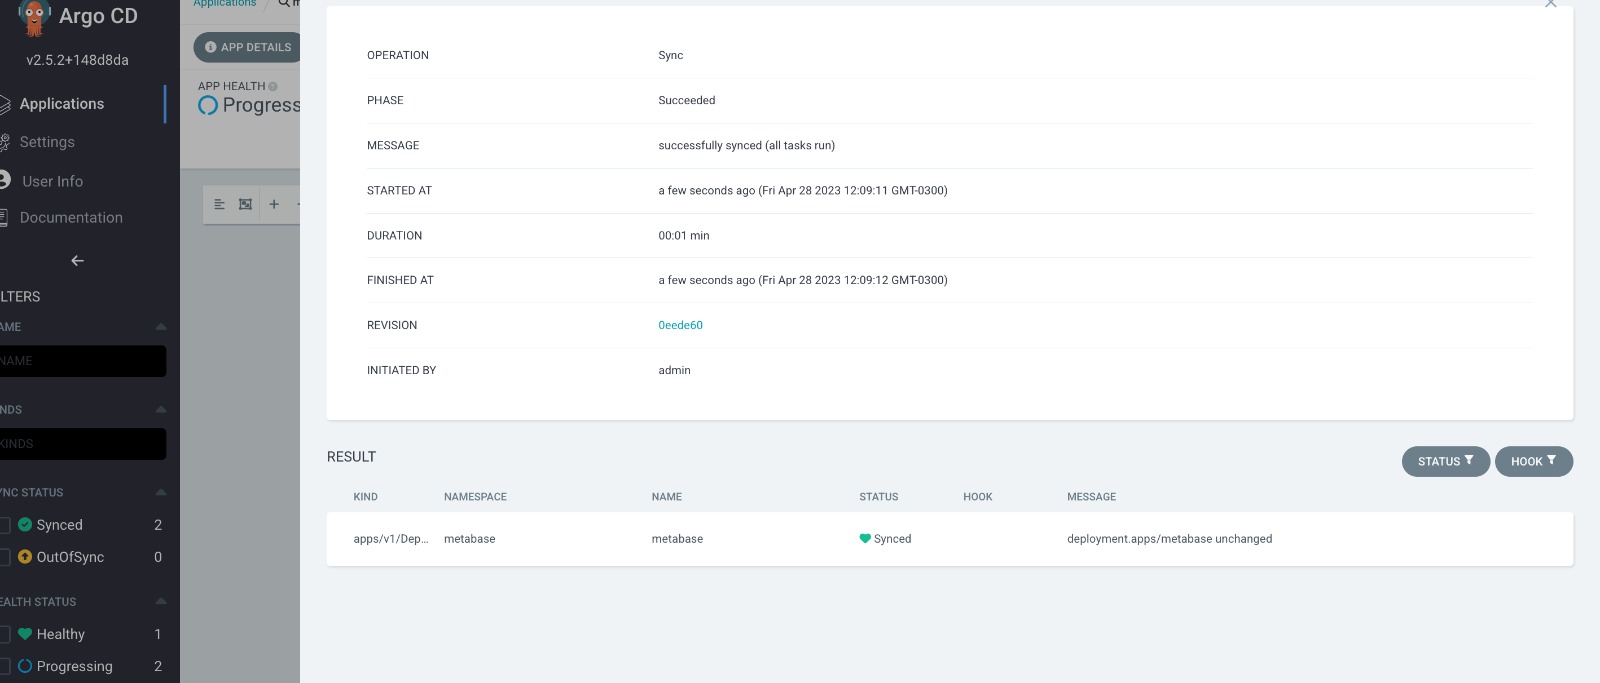 Argo CD
v2.5.2+148d8da
Applications
Settings
User Info
Documentation
LTERS
AME
NAME
NDS
KINDS
YNC STATUS
Synced 2
OutOfSync 0
EALTH STATUS
Healthy 1
Progressing 2
Applications / m
APP DETAILS
APP HEALTH
Progress
OPERATION Sync
PHASE Succeeded
MESSAGE successfully synced (all tasks run)
STARTED AT a few seconds ago (Fri Apr 28 2023 12:09:11 GMT-0300)
DURATION 00:01 min
FINISHED AT a few seconds ago (Fri Apr 28 2023 12:09:12 GMT-0300)
REVISION 0eede60
INITIATED BY admin
RESULT
STATUS HOOK
KIND NAMESPACE NAME STATUS HOOK MESSAGE
apps/v1/Dep... metabase metabase Synced deployment.apps/metabase unchanged